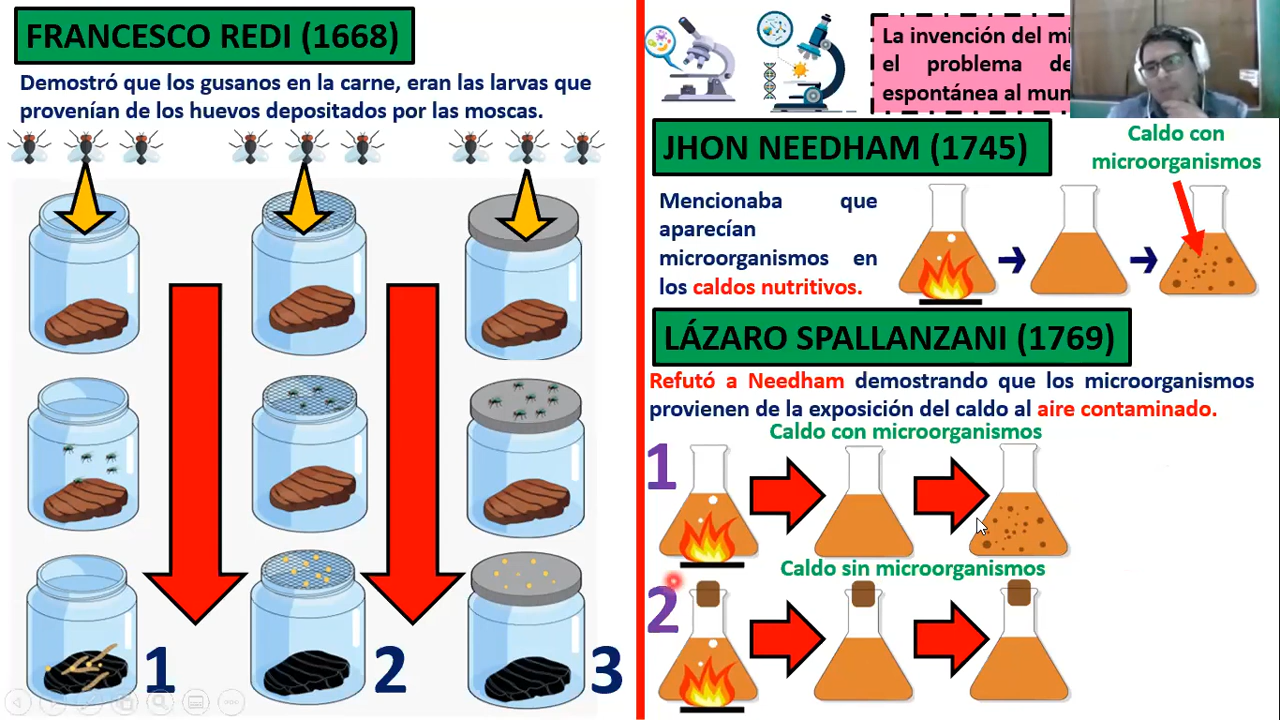 FRANCESCO REDI (1668)
Demostró que los gusanos en la carne, eran las larvas que
provenían de los huevos depositados por las moscas.
1
2
3
La invención del mi
el problema de
espontánea al mun
JHON NEEDHAM (1745)
Caldo con
microorganismos
Mencionaba que
aparecían
microorganismos en
los caldos nutritivos.
LÁZARO SPALLANZANI (1769)
Refutó a Needham demostrando que los microorganismos
provienen de la exposición del caldo al aire contaminado.
Caldo con microorganismos
1
Caldo sin microorganismos
2